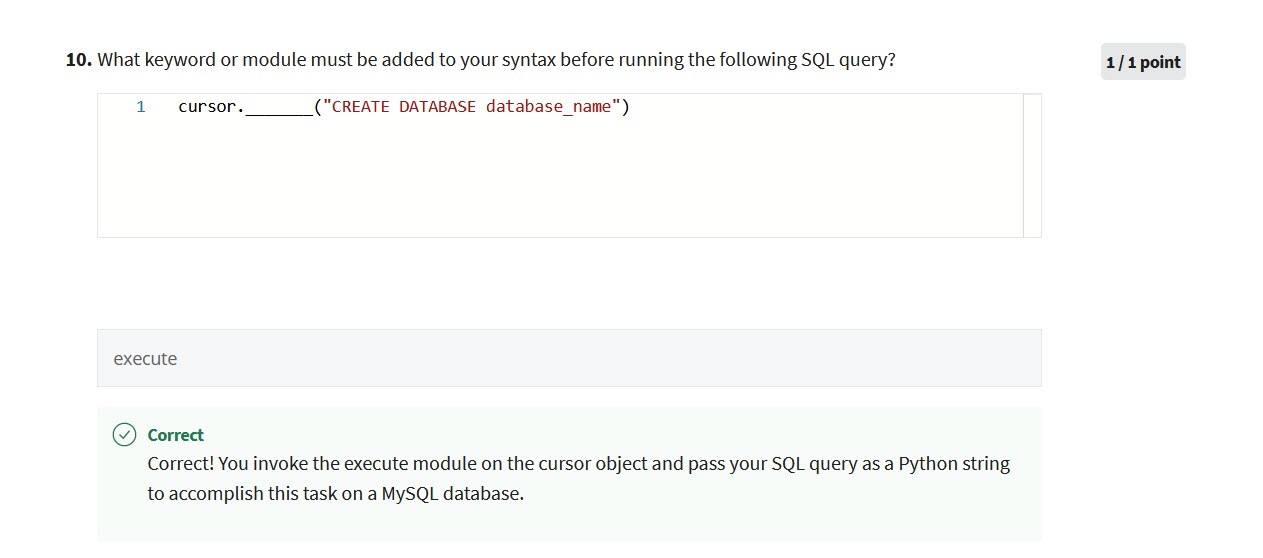 10. What keyword or module must be added to your syntax before running the following SQL query?
1 / 1 point
1 cursor._______("CREATE DATABASE database_name")
execute
Correct
Correct! You invoke the execute module on the cursor object and pass your SQL query as a Python string
to accomplish this task on a MySQL database.